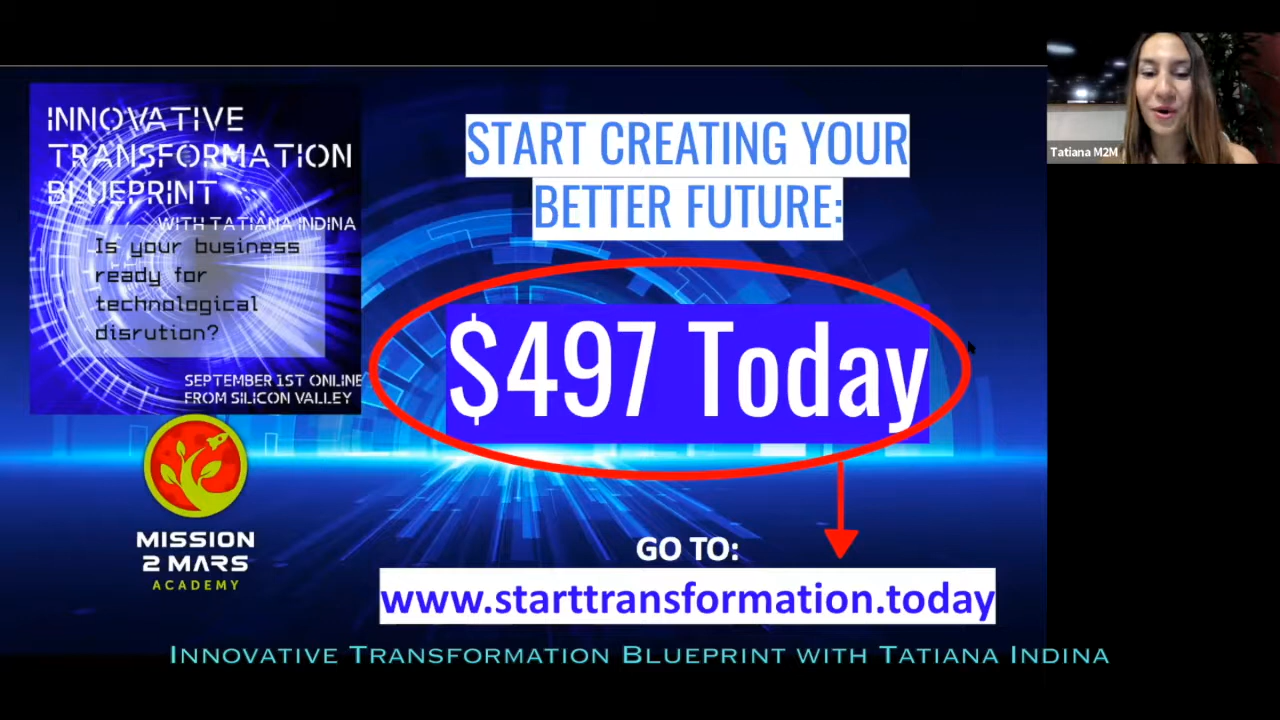 INNOVATIVE
TRANSFORMATION
BLUEPRINT
WITH TATIANA INDINA
Is your business
ready for
technological
disrution?
SEPTEMBER 1ST ONLINE
FROM SILICON VALLEY
MISSION
2 MARS
ACADEMY
START CREATING YOUR
BETTER FUTURE:
$497 Today
GO TO:
www.starttransformation.today
Tatiana M2M
INNOVATIVE TRANSFORMATION BLUEPRINT WITH TATIANA INDINA